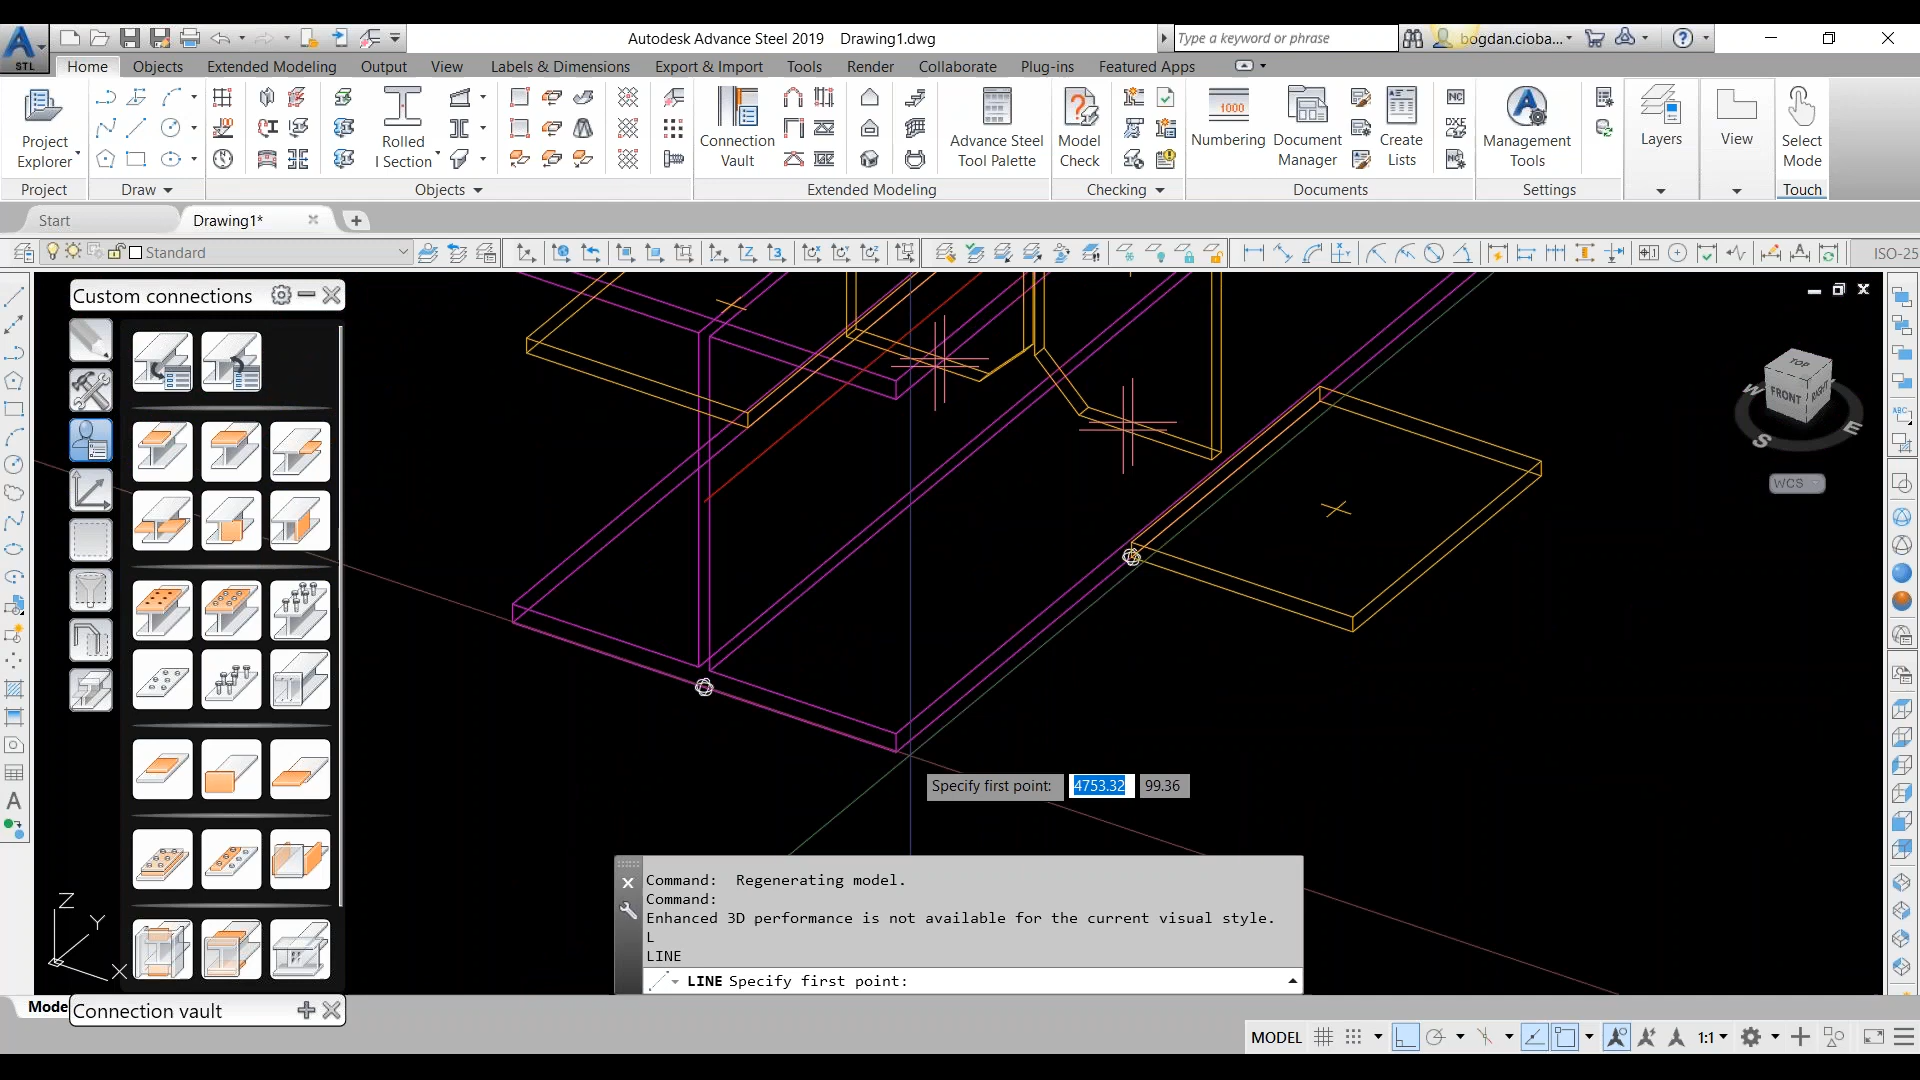 STL
Autodesk Advance Steel 2019 Drawing1.dwg
Type a keyword or phrase
bogdan.cioba...
Home Objects Extended Modeling Output View Labels & Dimensions Export & Import Tools Render Collaborate Plug-ins Featured Apps
Project
Explorer
Rolled
I Section
Connection
Vault
Advance Steel
Tool Palette
Model
Check
1000
Numbering
Document
Manager
Create
Lists
NC
DXF
Management
Tools
Layers
View
Select
Mode
Project Draw Objects Extended Modeling Checking Documents Settings Touch
Start Drawing1* +
Standard
ISO-25
Custom connections
TOP
FRONT
RIGHT
W
S
E
WCS
Specify first point: 4753.32 99.36
Z
Y
X
Command: Regenerating model.
Command:
Enhanced 3D performance is not available for the current visual style.
L
LINE
LINE Specify first point:
Mode
Connection vault
MODEL
1:1